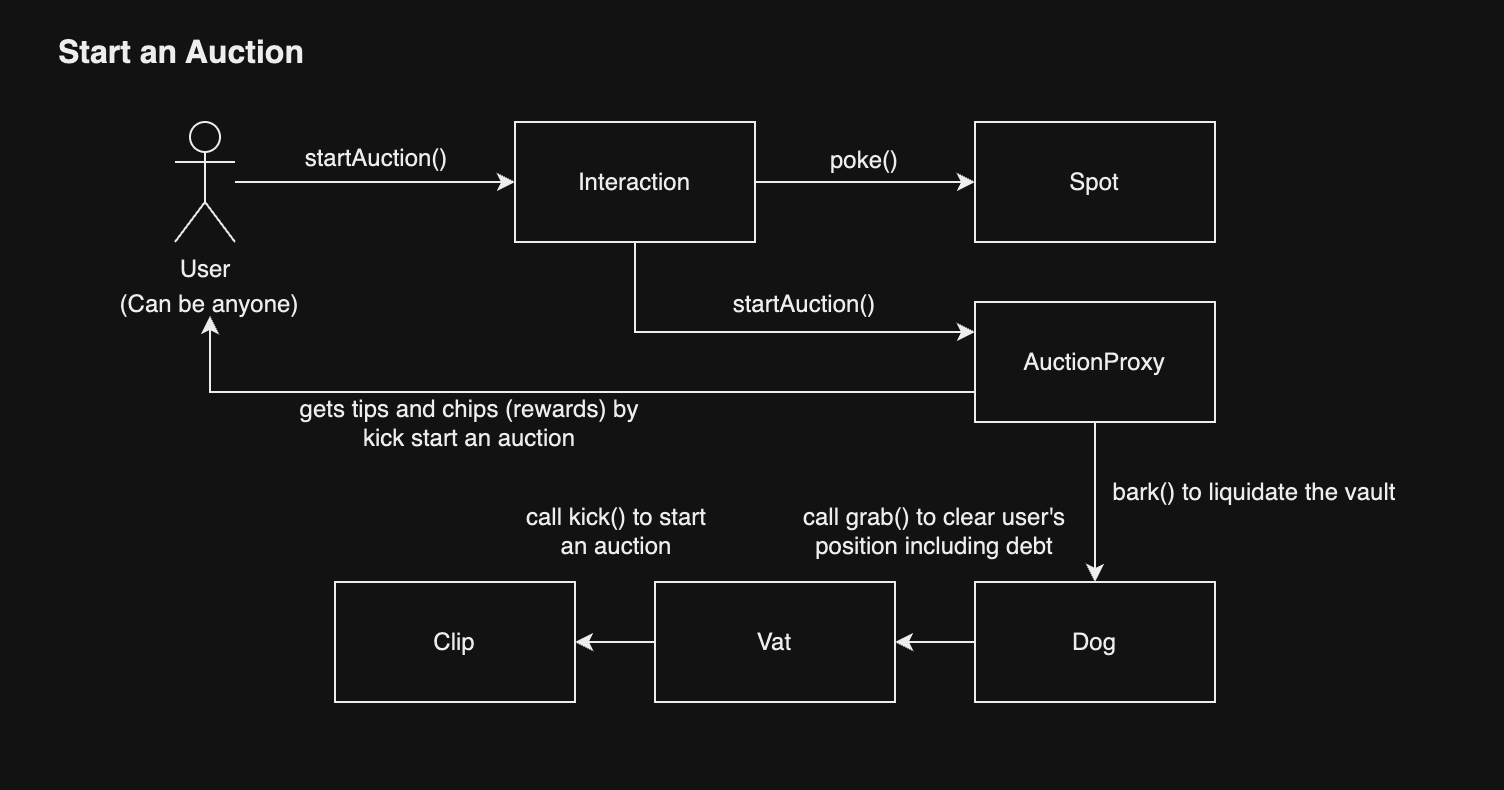 Start an Auction
startAuction()
Interaction
poke()
Spot
User
(Can be anyone)
startAuction()
AuctionProxy
gets tips and chips (rewards) by
kick start an auction
bark() to liquidate the vault
call kick() to start
an auction
call grab() to clear user's
position including debt
Clip
Vat
Dog